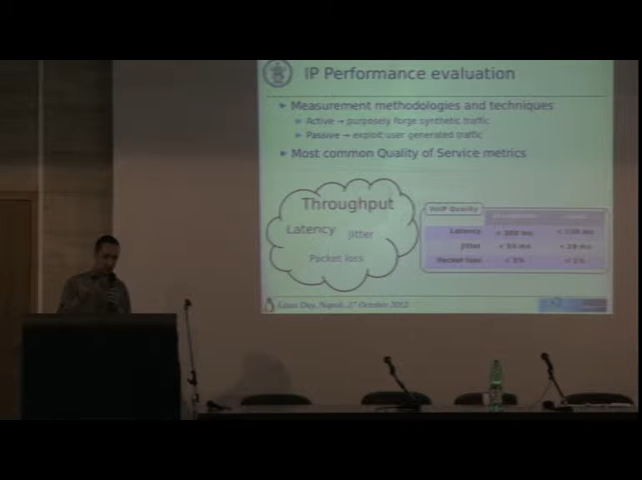 IP Performance evaluation
Measurement methodologies and techniques
Active → purposely forge synthetic traffic
Passive → exploit user generated traffic
Most common Quality of Service metrics
Throughput
Latency
Jitter
Packet loss
VoIP Quality
Latency
Jitter
Packet loss
Linux Day, Napoli, 27 October 2012